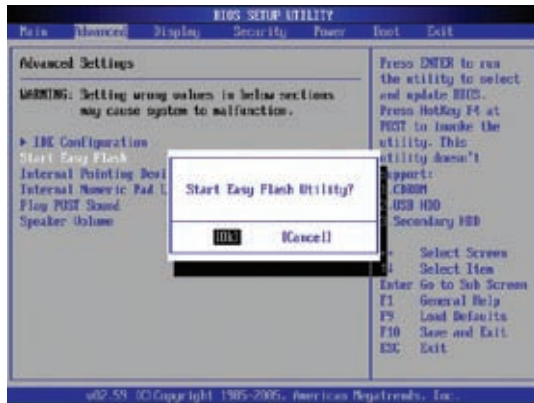 BIOS SETUP UTILITY
Main Advanced Display Security Power Boot Exit
Advanced Settings
WARNING: Setting wrong values in below sections
may cause system to malfunction.
▶ IDE Configuration
Start Easy Flash
Internal Pointing Devi
Internal Numeric Pad L
Play POST Sound
Speaker Volume
Start Easy Flash Utility?
[Ok] [Cancel]
Press ENTER to run
the utility to select
and update BIOS.
Press HotKey F4 at
POST to invoke the
utility. This
utility doesn't
support:
CDROM
USB HDD
Secondary HDD
Select Screen
Select Item
Enter Go to Sub Screen
F1 General Help
F9 Load Defaults
F10 Save and Exit
ESC Exit
v02.59 (C)Copyright 1985-2005, American Megatrends, Inc.